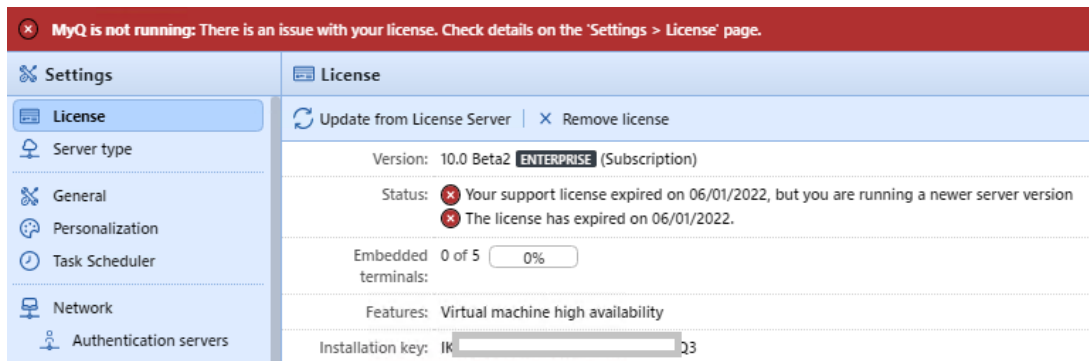 MyQ is not running: There is an issue with your license. Check details on the 'Settings > License' page.
Settings
License
Server type
General
Personalization
Task Scheduler
Network
Authentication servers
License
Update from License Server Remove license
Version: 10.0 Beta2 ENTERPRISE (Subscription)
Status: Your support license expired on 06/01/2022, but you are running a newer server version
The license has expired on 06/01/2022.
Embedded terminals: 0 of 5 0%
Features: Virtual machine high availability
Installation key: IK Q3